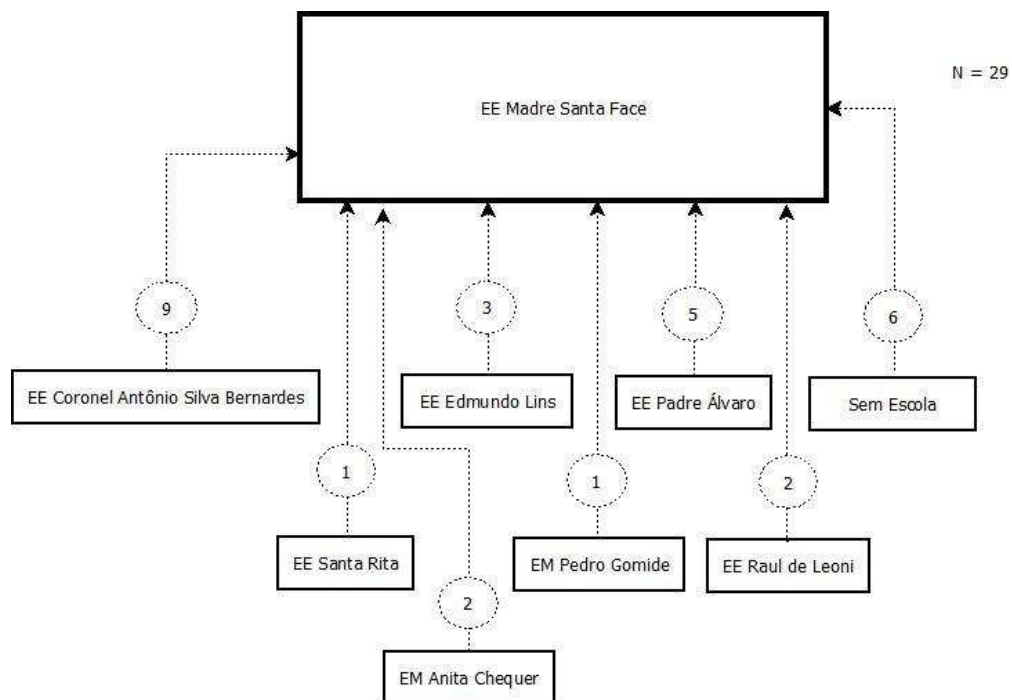 EE Madre Santa Face
N = 29
9
3
5
6
EE Coronel Antônio Silva Bernardes
EE Edmundo Lins
EE Padre Álvaro
Sem Escola
1
1
2
EE Santa Rita
EM Pedro Gomide
EE Raul de Leoni
2
EM Anita Chequer